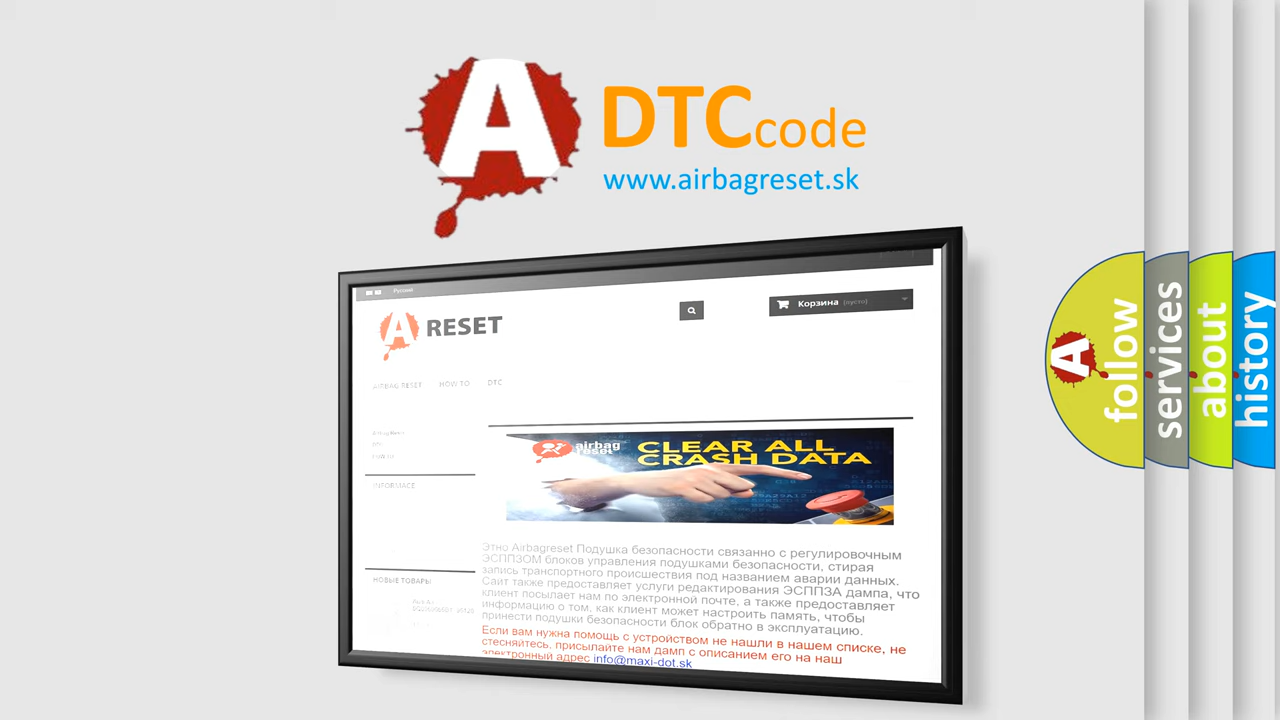 A
DTCcode
www.airbagreset.sk
Русский
Корзина (пусто)
A RESET
AIRBAG RESET HOW TO DTC
INFORMACE
НОВЫЕ ТОВАРЫ
airbag
reset
CLEAR ALL
CRASH DATA
Этно Airbagreset Подушка безопасности связанно с регулировочным
ЭСППЗОМ блоков управления подушками безопасности, стирая
запись транспортного происшествия под названием аварии данных.
Сайт также предоставляет услуги редактирования ЭСППЗА дампа, что
клиент посылает нам по электронной почте, а также предоставляет
информацию о том, как клиент может настроить память, чтобы
принести подушки безопасности блок обратно в эксплуатацию.
Если вам нужна помощь с устройством не нашли в нашем списке, не
стесняйтесь, присылайте нам дамп с описанием его на наш
электронный адрес info@maxi-dot.sk
A
follow
services
about
history